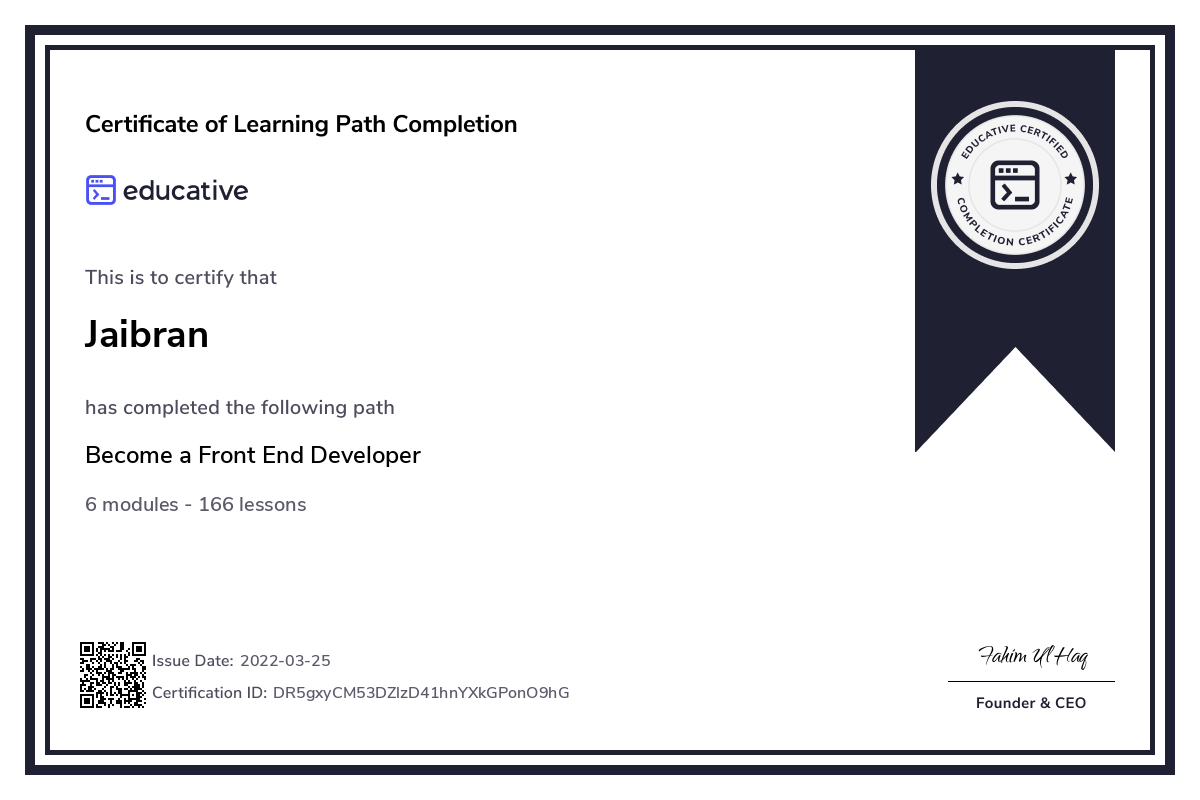 Certificate of Learning Path Completion
educative
EDUCATIVE CERTIFIED
COMPLETION CERTIFICATE
This is to certify that
Jaibran
has completed the following path
Become a Front End Developer
6 modules - 166 lessons
Issue Date: 2022-03-25
Certification ID: DR5gxyCM53DZIzD41hnYXkGPonO9hG
Fahim Ul Haq
Founder & CEO